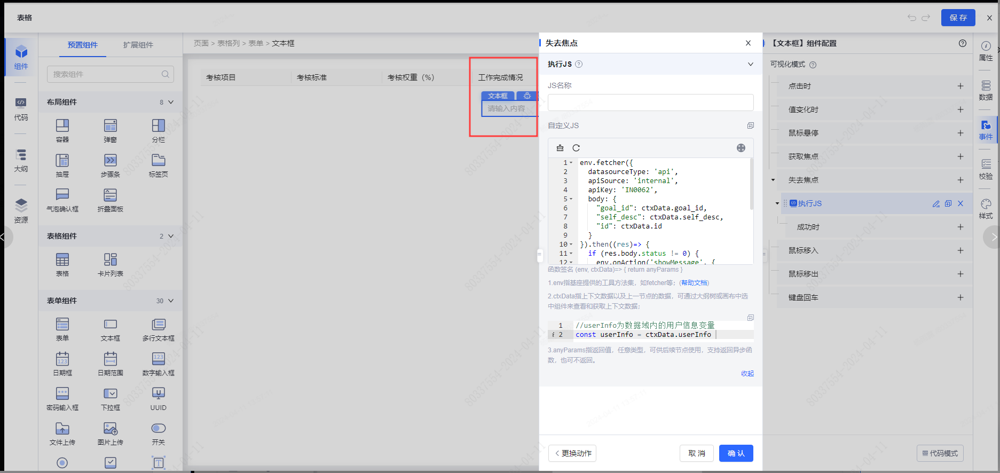 表格
保 存
组件
代码
大纲
资源
预置组件
扩展组件
搜索组件
布局组件
8
容器
弹窗
分栏
抽屉
步骤条
标签页
气泡确认框
折叠面板
表格组件
2
表格
卡片列表
表单组件
30
表单
文本框
多行文本框
日期框
日期范围
数字输入框
密码输入框
下拉框
UUID
文件上传
图片上传
开关
页面 > 表格列 > 表单 > 文本框
考核项目
考核标准
考核权重（%）
工作完成情况
文本框
请输入内容
失去焦点
执行JS
JS名称
自定义JS
1 env.fetcher({
2 datasourceType: 'api',
3 apiSource: 'internal',
4 apiKey: 'IN0062',
5 body: {
6 "goal_id": ctxData.goal_id,
7 "self_desc": ctxData.self_desc,
8 "id": ctxData.id
9 }
10 }).then((res)=> {
11 if (res.body.status != 0) {
12 env.onAction('showMessage', {
函数签名 (env, ctxData)=> { return anyParams }
1.env指基座提供的工具方法集，如fetcher等；(帮助文档)
2.ctxData指上下文数据以及上一节点的数据，可通过大纲树或画布中选
中组件来查看和获取上下文数据；
1 //userInfo为数据域内的用户信息变量
i 2 const userInfo = ctxData.userInfo
3.anyParams指返回值，任意类型，可供后续节点使用，支持返回异步函
数，也可不返回。
收起
更换动作
取 消
确 认
【文本框】组件配置
可视化模式
点击时
值变化时
鼠标悬停
获取焦点
失去焦点
执行JS
成功时
鼠标移入
鼠标移出
键盘回车
代码模式
属性
数据
事件
校验
样式
80337554-2024-04-11